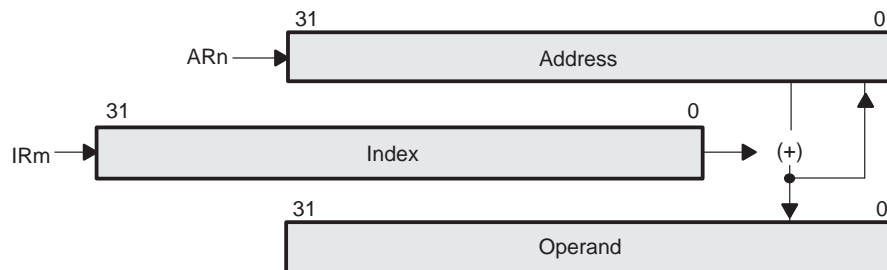 31 0
ARn Address
31 0
IRm Index (+)
31 0
Operand